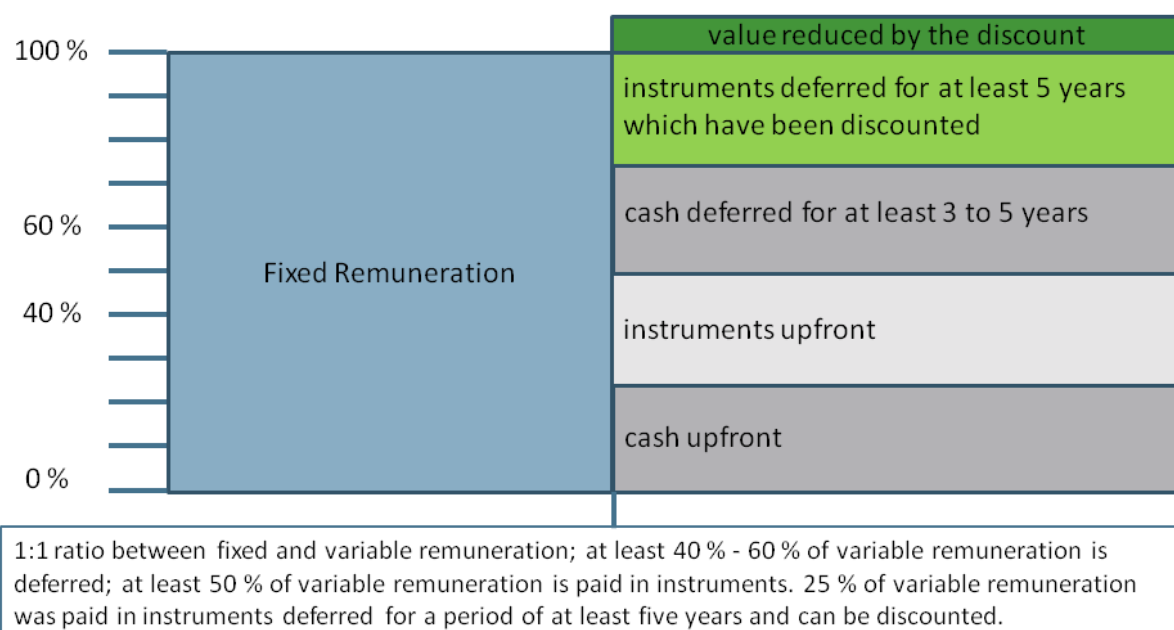 value reduced by the discount
100 %
instruments deferred for at least 5 years
which have been discounted
cash deferred for at least 3 to 5 years
60 %
Fixed Remuneration
40 %
instruments upfront
cash upfront
0 %
1:1 ratio between fixed and variable remuneration; at least 40 % - 60 % of variable remuneration is
deferred; at least 50 % of variable remuneration is paid in instruments. 25 % of variable remuneration
was paid in instruments deferred for a period of at least five years and can be discounted.